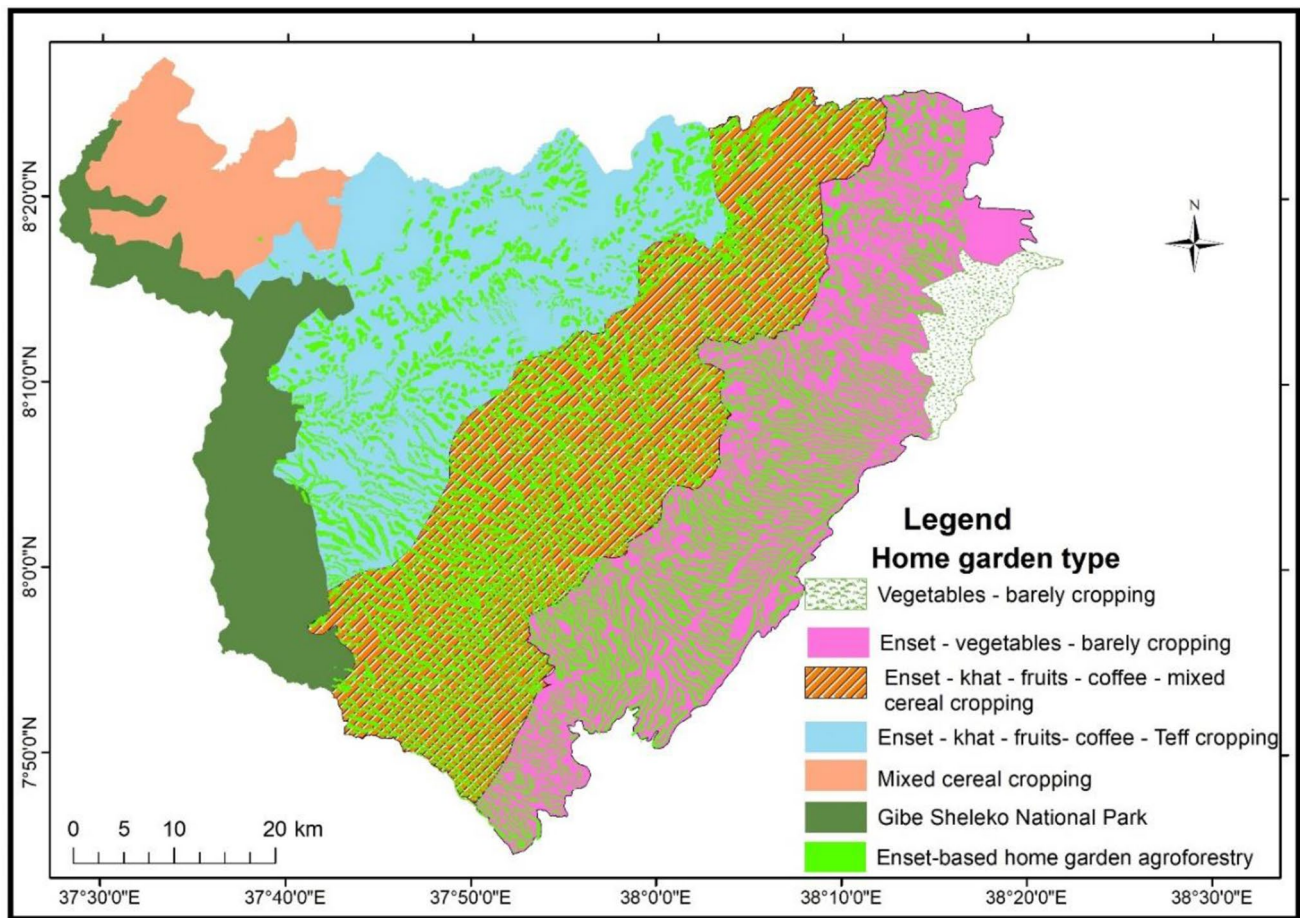 N
8°20'0"N
8°10'0"N
8°0'0"N
7°50'0"N
Legend
Home garden type
Vegetables - barely cropping
Enset - vegetables - barely cropping
Enset - khat - fruits - coffee - mixed
cereal cropping
Enset - khat - fruits- coffee - Teff cropping
Mixed cereal cropping
Gibe Sheleko National Park
Enset-based home garden agroforestry
0 5 10 20 km
37°30'0"E 37°40'0"E 37°50'0"E 38°0'0"E 38°10'0"E 38°20'0"E 38°30'0"E